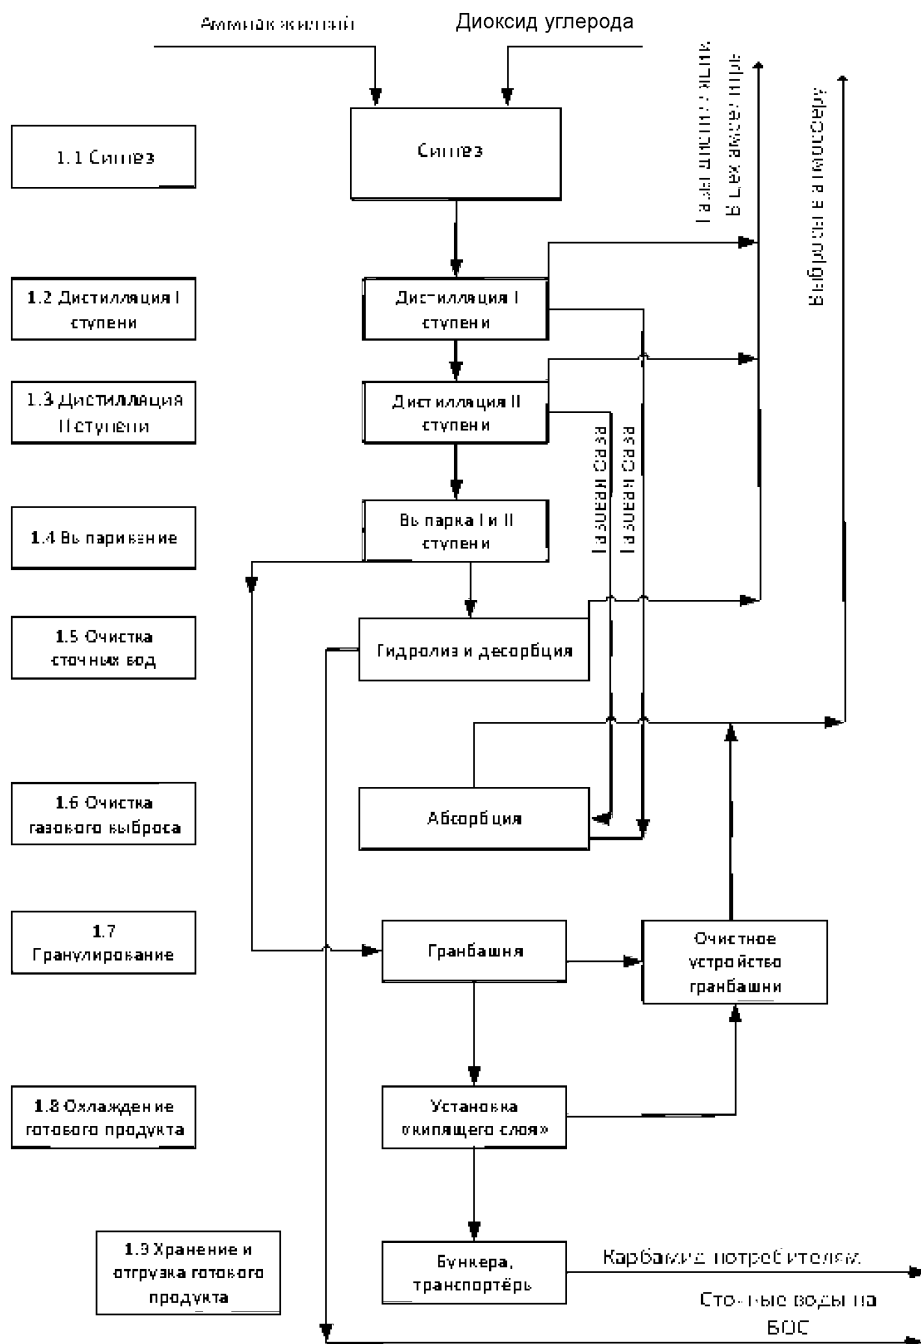 Аммиак жидкий
Диоксид углерода
Газы дистилляции
В цех аммселитры
Выбросы в атмосферу
1.1 Синтез
Синтез
1.2 Дистилляция I
ступени
Дистилляция I
ступени
1.3 Дистилляция
II ступени
Дистилляция II
ступени
Газовая фаза
Газовая фаза
1.4 Выпаривание
Выпарка I и II
ступени
1.5 Очистка
сточных вод
Гидролиз и десорбция
1.6 Очистка
газового выброса
Абсорбция
1.7
Гранулирование
Гранбашня
Очистное
устройство
гранбашни
1.8 Охлаждение
готового продукта
Установка
«кипящего слоя»
1.9 Хранение и
отгрузка готового
продукта
Бункера,
транспортёры
Карбамид потребителям
Сточные воды на
БОС